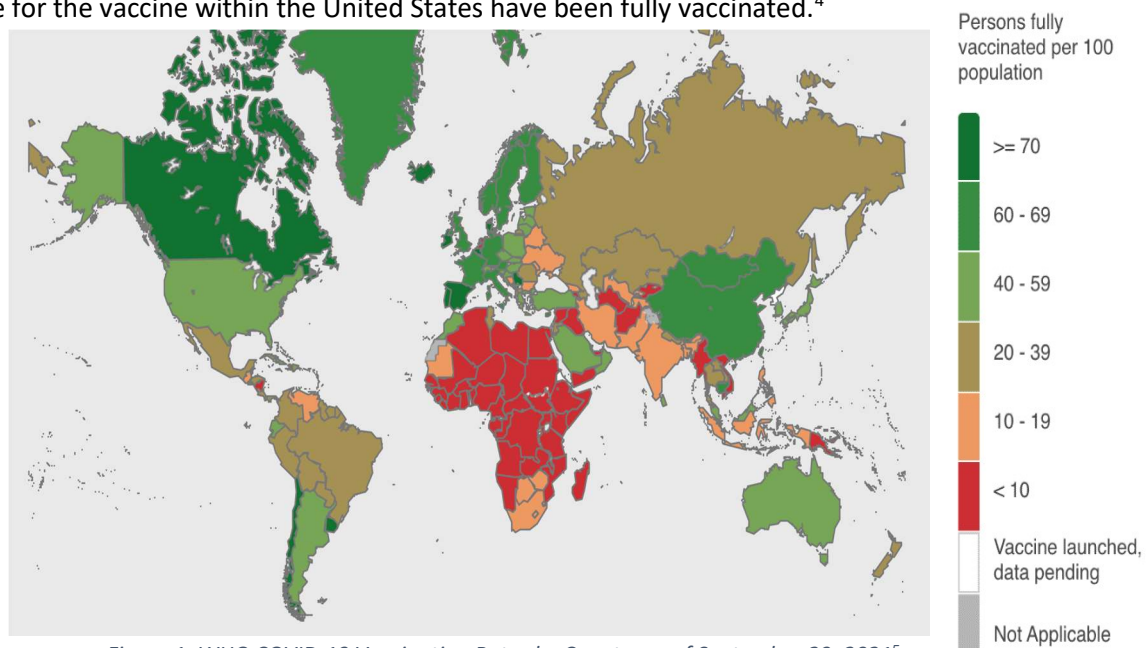 e for the vaccine within the United States have been fully vaccinated.⁴
Persons fully
vaccinated per 100
population
>= 70
60 - 69
40 - 59
20 - 39
10 - 19
< 10
Vaccine launched,
data pending
Not Applicable